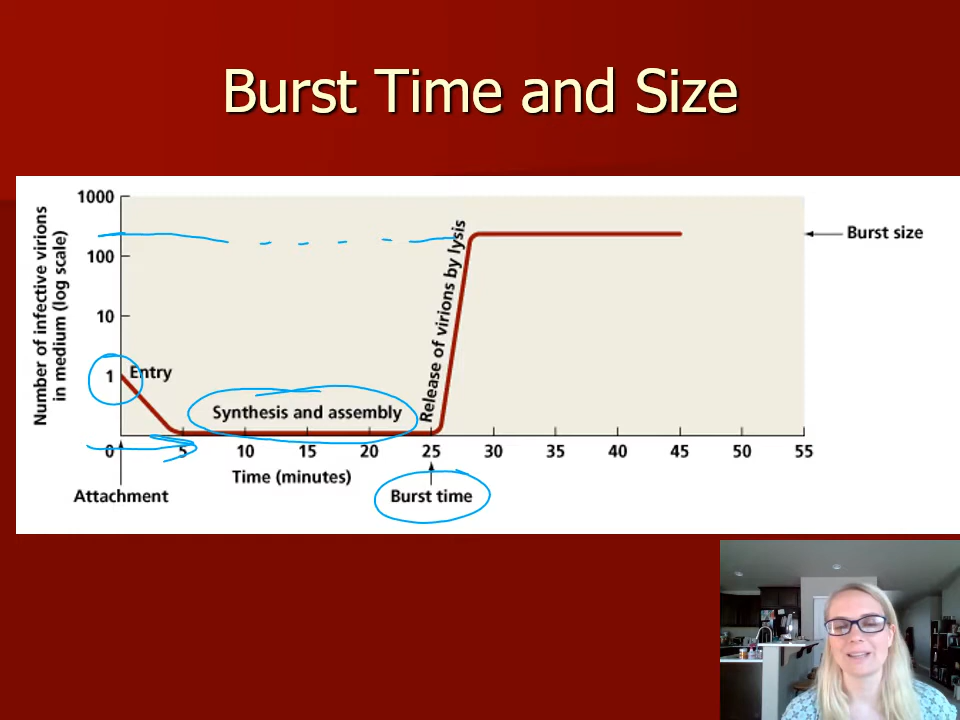 Burst Time and Size
Number of infective virions
in medium (log scale)
1000
100
10
1
0
Entry
Synthesis and assembly
Release of virions by lysis
Burst size
5
10
15
20
25
30
35
40
45
50
55
Time (minutes)
Attachment
Burst time